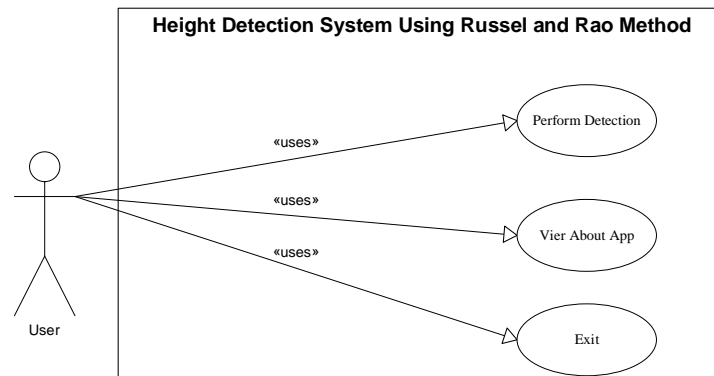 Height Detection System Using Russel and Rao Method
«uses»
Perform Detection
«uses»
Vier About App
«uses»
Exit
User